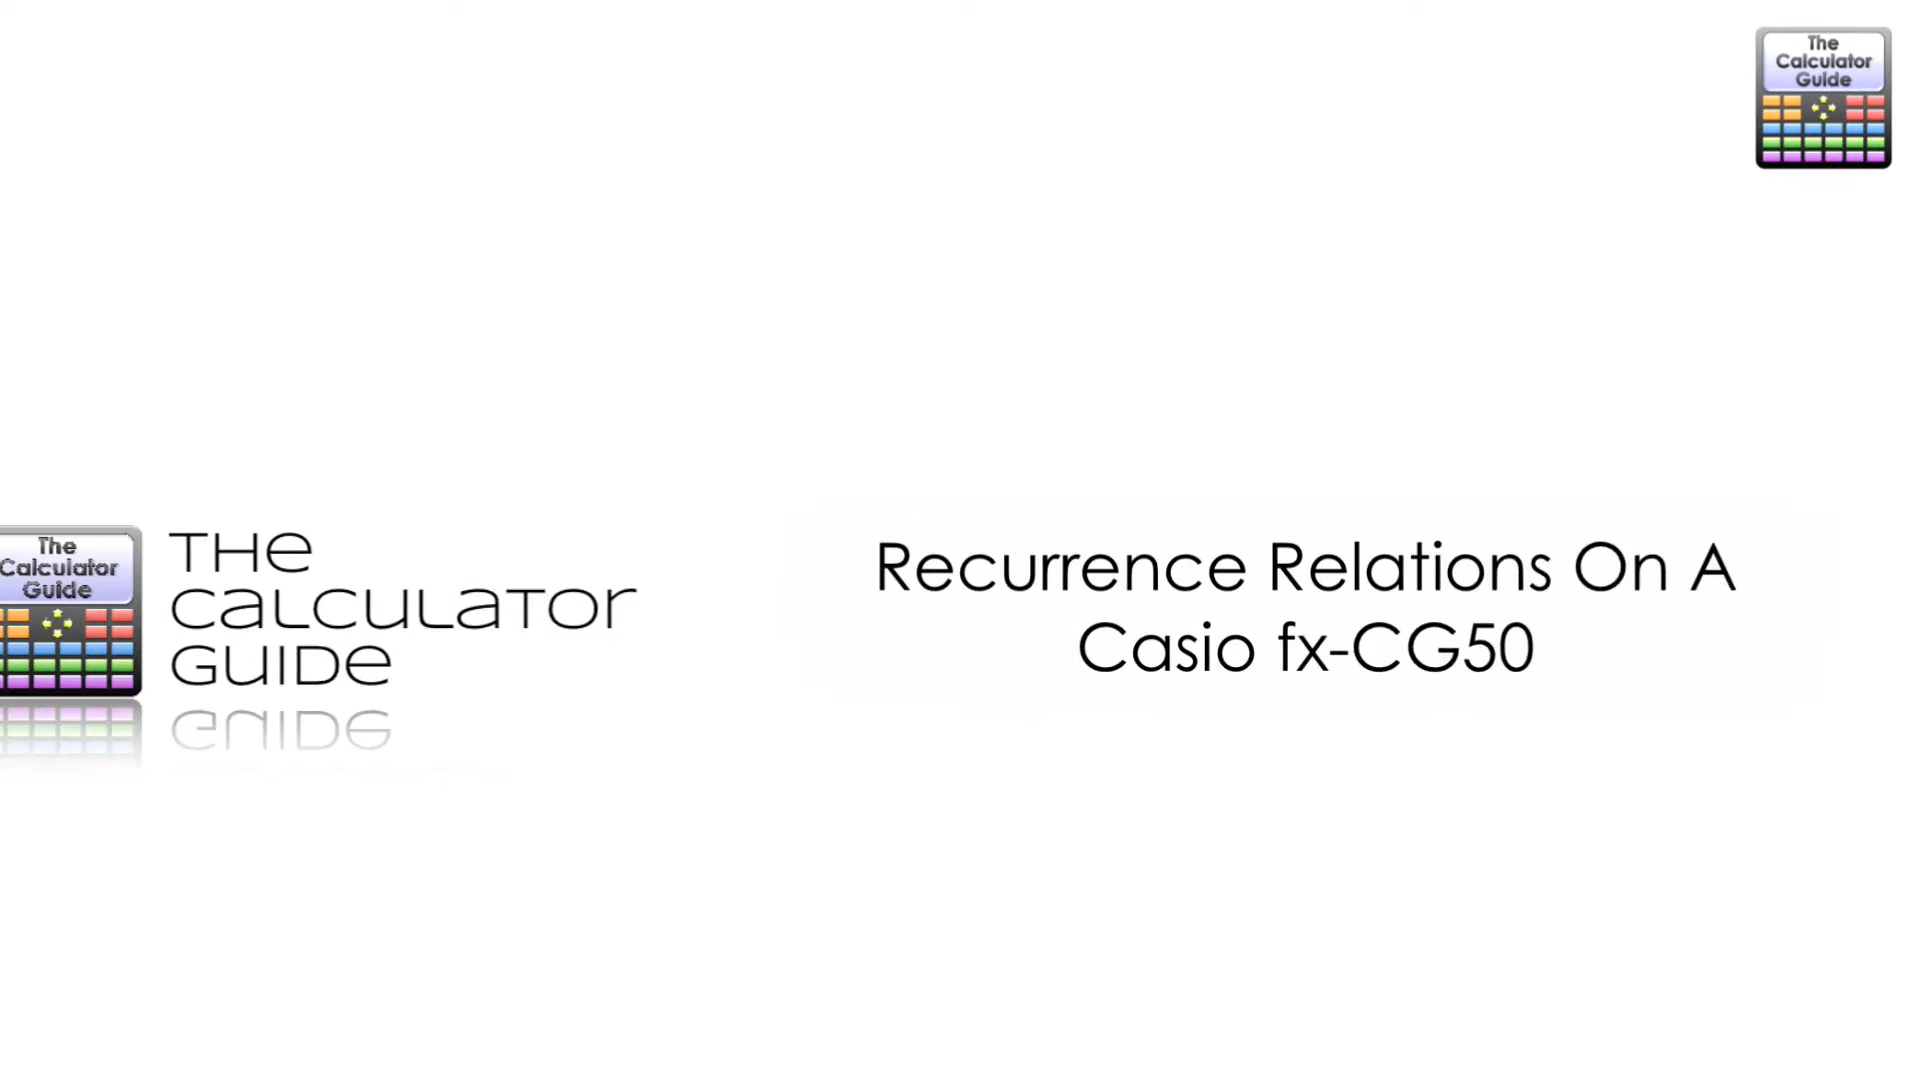 The
Calculator
Guide
The
Calculator
Guide
THe
CaLCuLaTor
GuIDe
Recurrence Relations On A
Casio fx-CG50